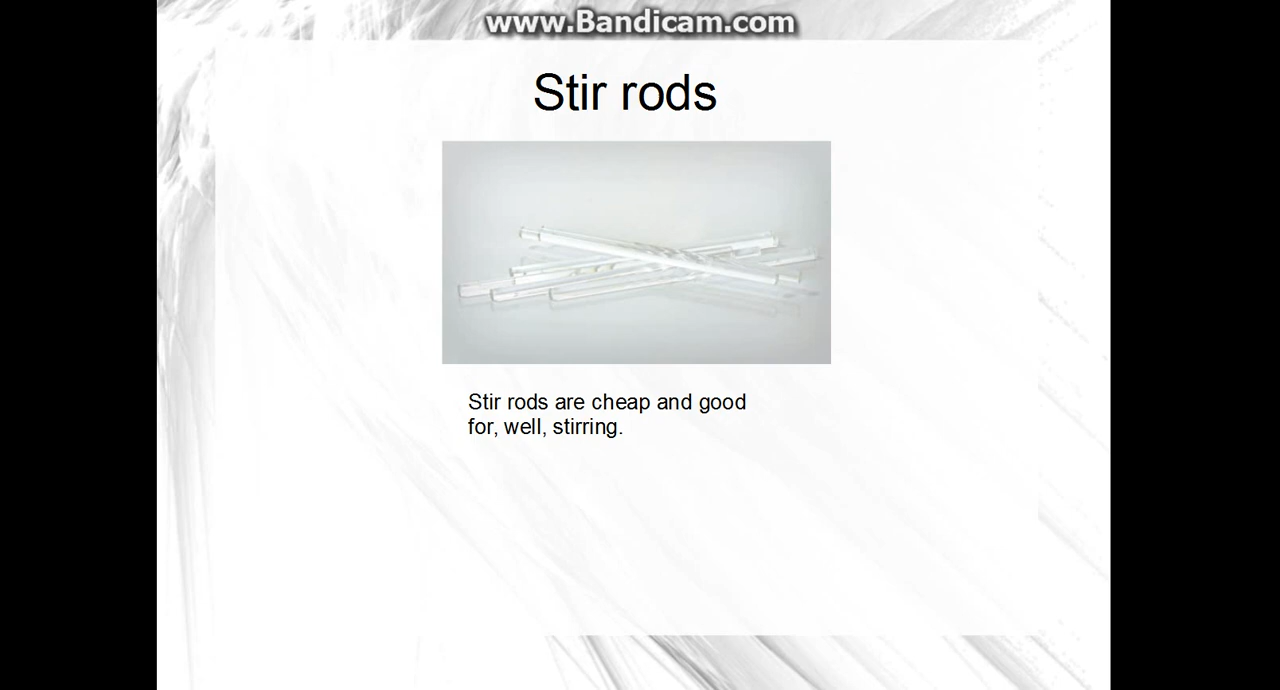 www.Bandicam.com
Stir rods
Stir rods are cheap and good
for, well, stirring.